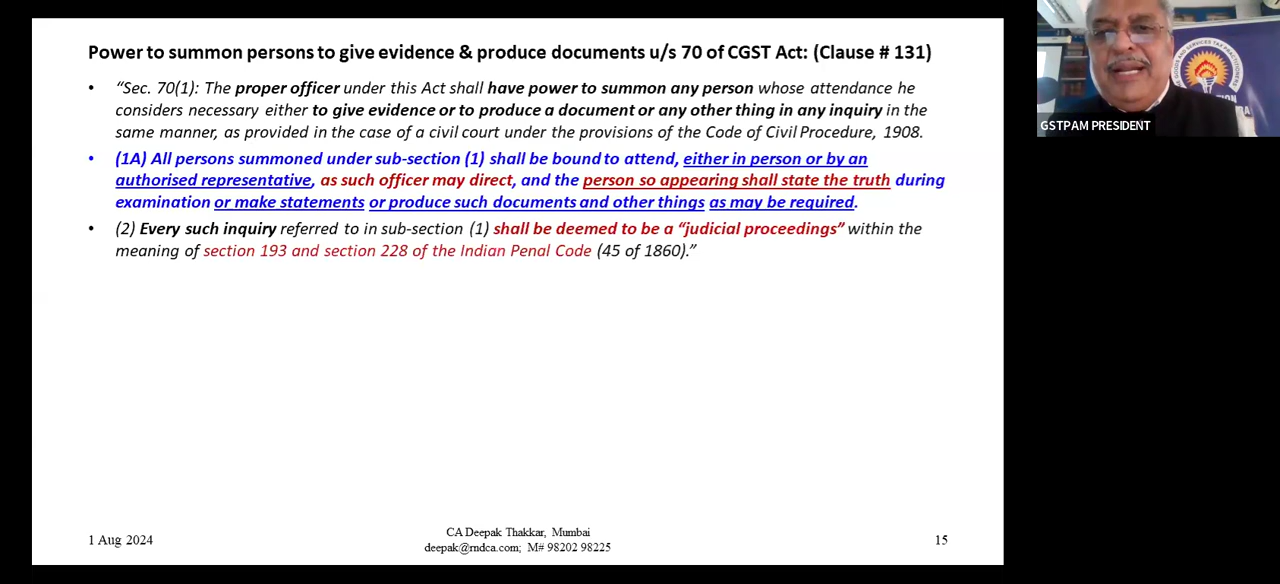 Power to summon persons to give evidence & produce documents u/s 70 of CGST Act: (Clause # 131)
• “Sec. 70(1): The proper officer under this Act shall have power to summon any person whose attendance he
considers necessary either to give evidence or to produce a document or any other thing in any inquiry in the
same manner, as provided in the case of a civil court under the provisions of the Code of Civil Procedure, 1908.
• (1A) All persons summoned under sub-section (1) shall be bound to attend, either in person or by an
authorised representative, as such officer may direct, and the person so appearing shall state the truth during
examination or make statements or produce such documents and other things as may be required.
• (2) Every such inquiry referred to in sub-section (1) shall be deemed to be a “judicial proceedings” within the
meaning of section 193 and section 228 of the Indian Penal Code (45 of 1860).”
1 Aug 2024
CA Deepak Thakkar, Mumbai
deepak@rndca.com; M# 98202 98225
15
GSTPAM PRESIDENT